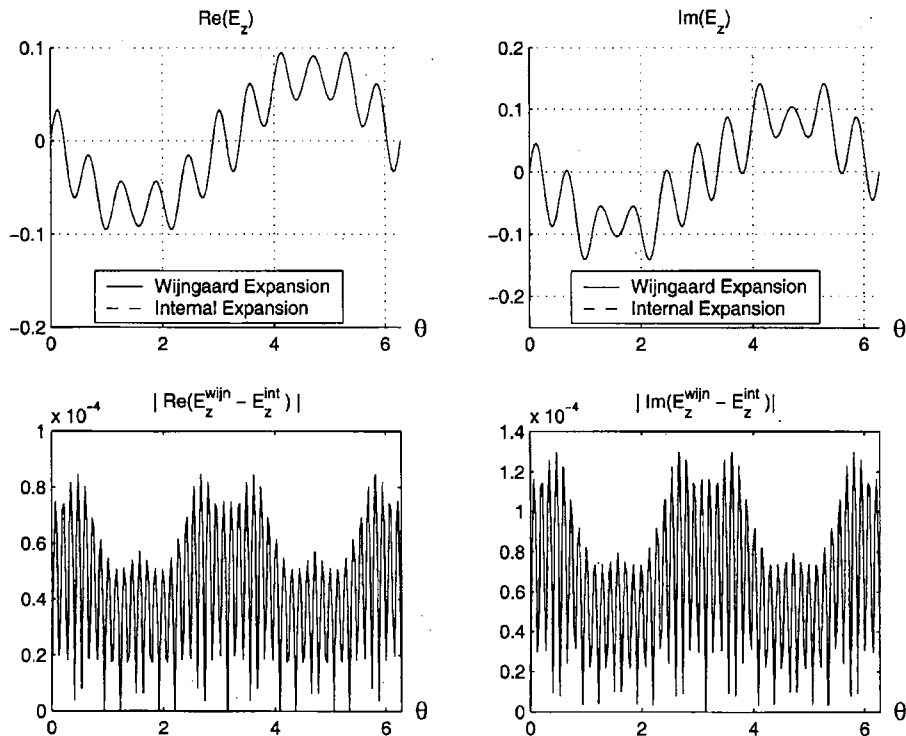 Re(E_z)
0.1
0
−0.1
−0.2
0 2 4 6 θ
Wijngaard Expansion
Internal Expansion
Im(E_z)
0.2
0.1
0
−0.1
−0.2
0 2 4 6 θ
Wijngaard Expansion
Internal Expansion
| Re(E_z^wijn − E_z^int) |
x 10^−4
1
0.8
0.6
0.4
0.2
0
0 2 4 6 θ
| Im(E_z^wijn − E_z^int)|
x 10^−4
1.4
1.2
1
0.8
0.6
0.4
0.2
0
0 2 4 6 θ